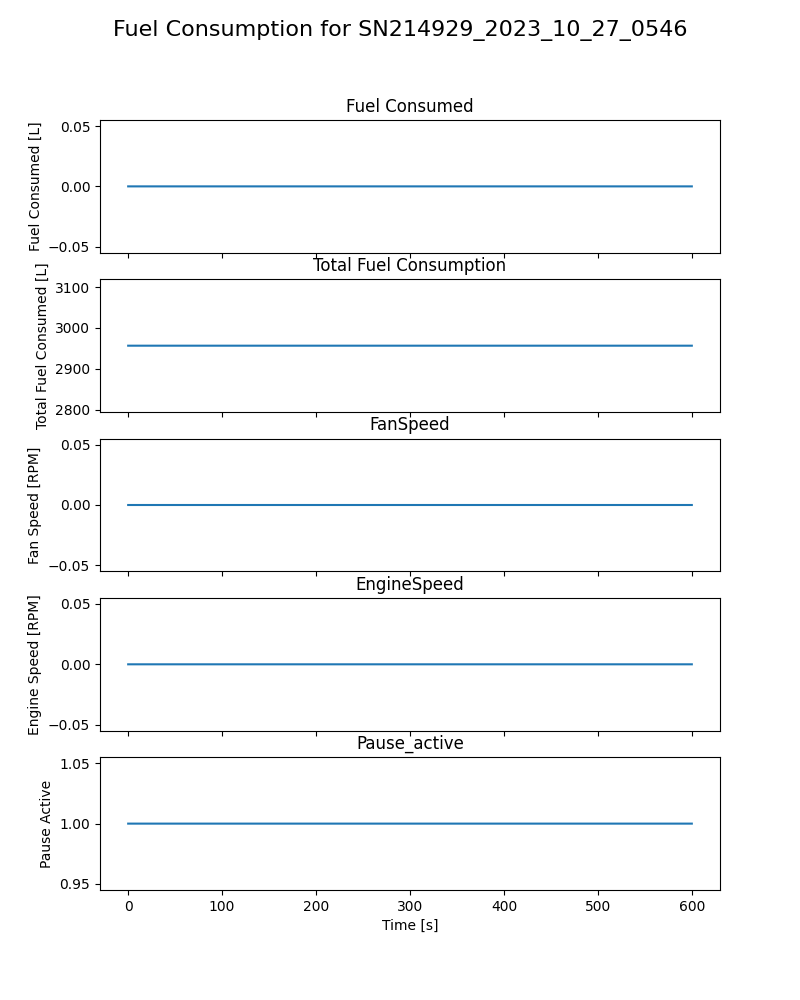 Fuel Consumption for SN214929_2023_10_27_0546
Fuel Consumed
Fuel Consumed [L]
0.05
0.00
−0.05
Total Fuel Consumption
Total Fuel Consumed [L]
3100
3000
2900
2800
FanSpeed
Fan Speed [RPM]
0.05
0.00
−0.05
EngineSpeed
Engine Speed [RPM]
0.05
0.00
−0.05
Pause_active
Pause Active
1.05
1.00
0.95
0 100 200 300 400 500 600
Time [s]